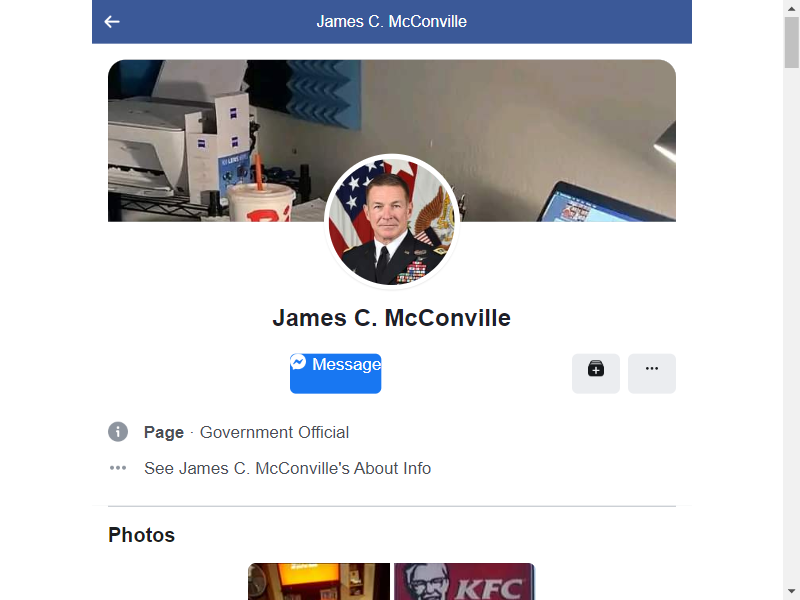 James C. McConville
James C. McConville
Message
Page · Government Official
See James C. McConville's About Info
Photos
KFC